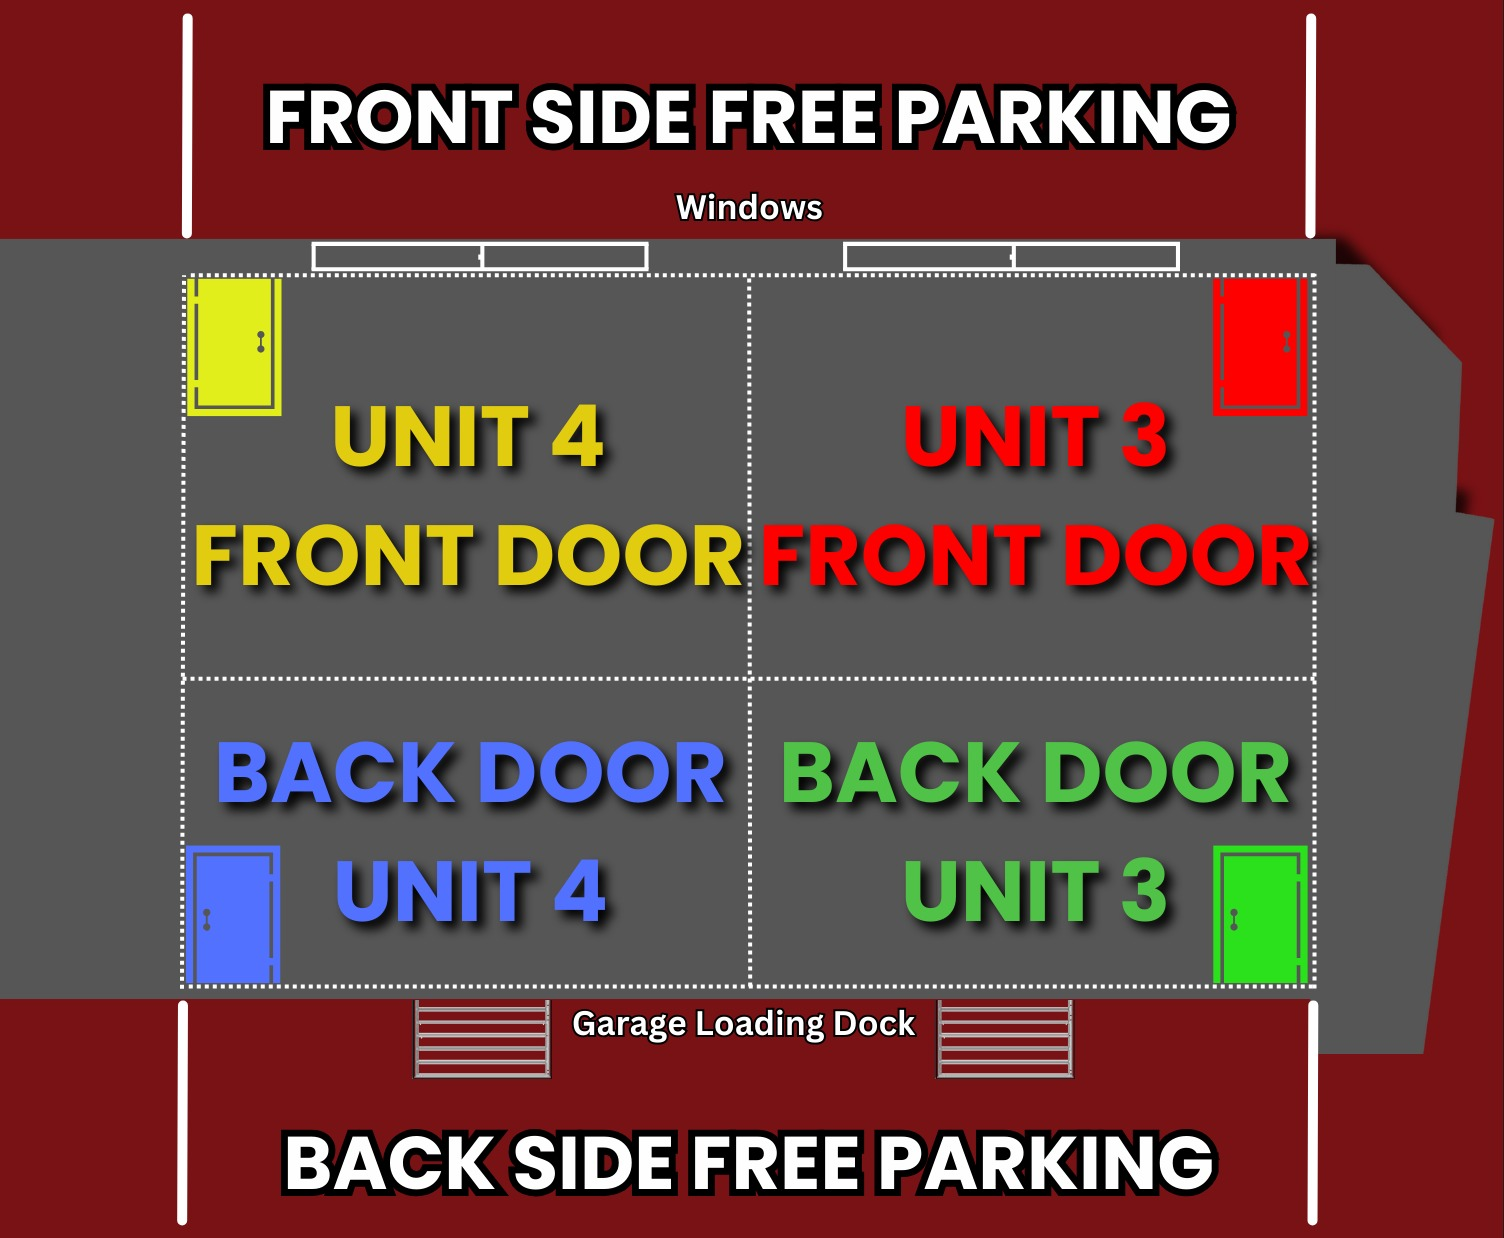 FRONT SIDE FREE PARKING
Windows
UNIT 4
FRONT DOOR
UNIT 3
FRONT DOOR
BACK DOOR
UNIT 4
BACK DOOR
UNIT 3
Garage Loading Dock
BACK SIDE FREE PARKING